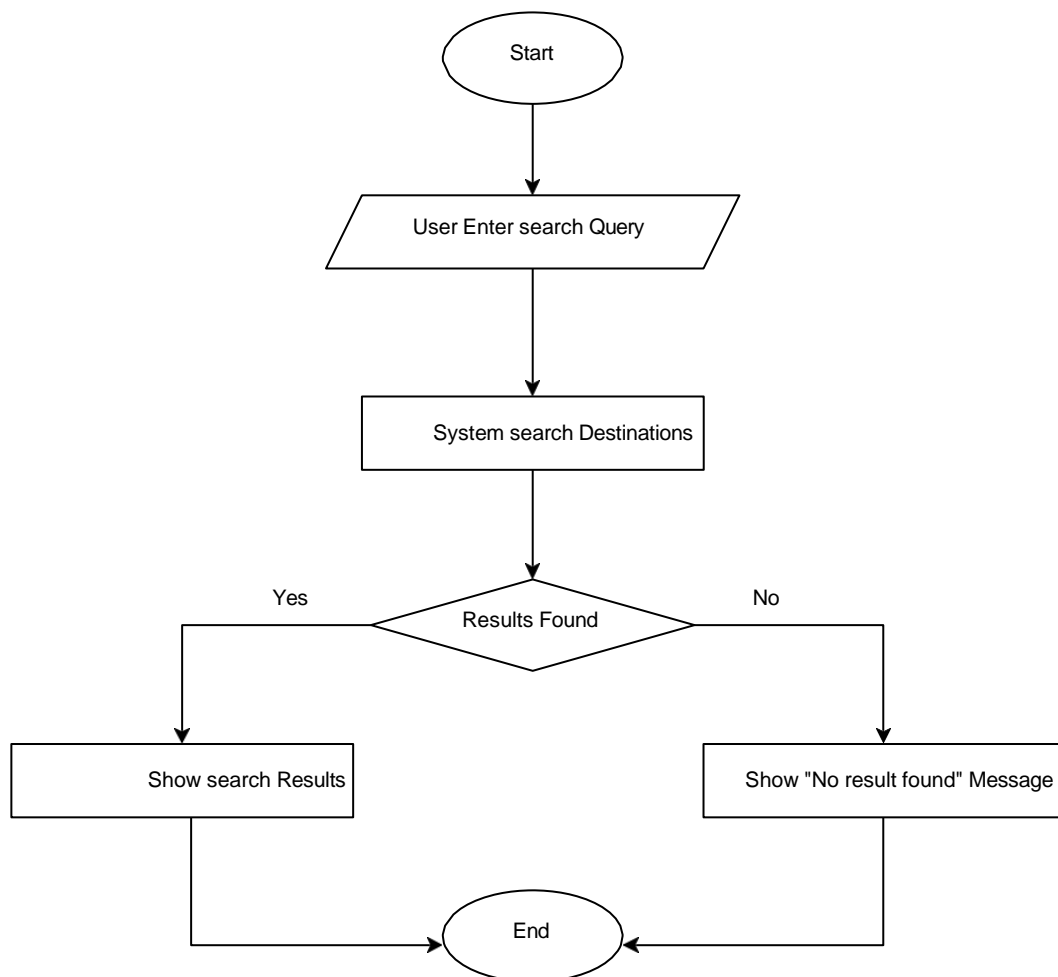 Start
User Enter search Query
System search Destinations
Yes
No
Results Found
Show search Results
Show "No result found" Message
End